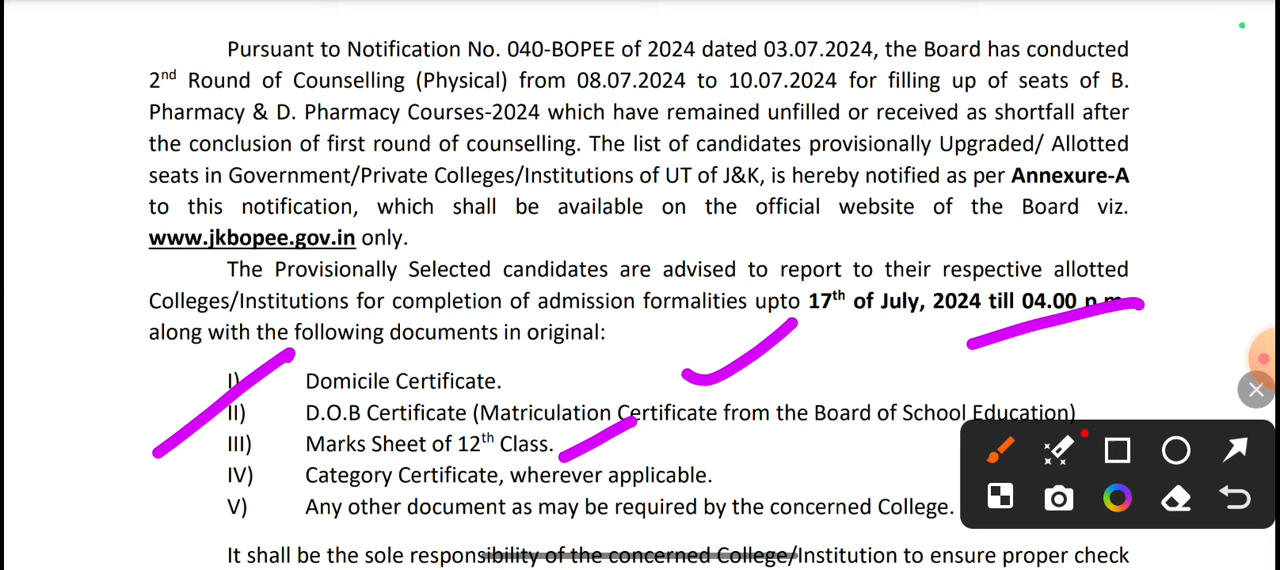 Pursuant to Notification No. 040-BOPEE of 2024 dated 03.07.2024, the Board has conducted
2nd Round of Counselling (Physical) from 08.07.2024 to 10.07.2024 for filling up of seats of B.
Pharmacy & D. Pharmacy Courses-2024 which have remained unfilled or received as shortfall after
the conclusion of first round of counselling. The list of candidates provisionally Upgraded/ Allotted
seats in Government/Private Colleges/Institutions of UT of J&K, is hereby notified as per Annexure-A
to this notification, which shall be available on the official website of the Board viz.
www.jkbopee.gov.in only.
The Provisionally Selected candidates are advised to report to their respective allotted
Colleges/Institutions for completion of admission formalities upto 17th of July, 2024 till 04.00 p.m.
along with the following documents in original:
I) Domicile Certificate.
II) D.O.B Certificate (Matriculation Certificate from the Board of School Education)
III) Marks Sheet of 12th Class.
IV) Category Certificate, wherever applicable.
V) Any other document as may be required by the concerned College.
It shall be the sole responsibility of the concerned College/Institution to ensure proper check